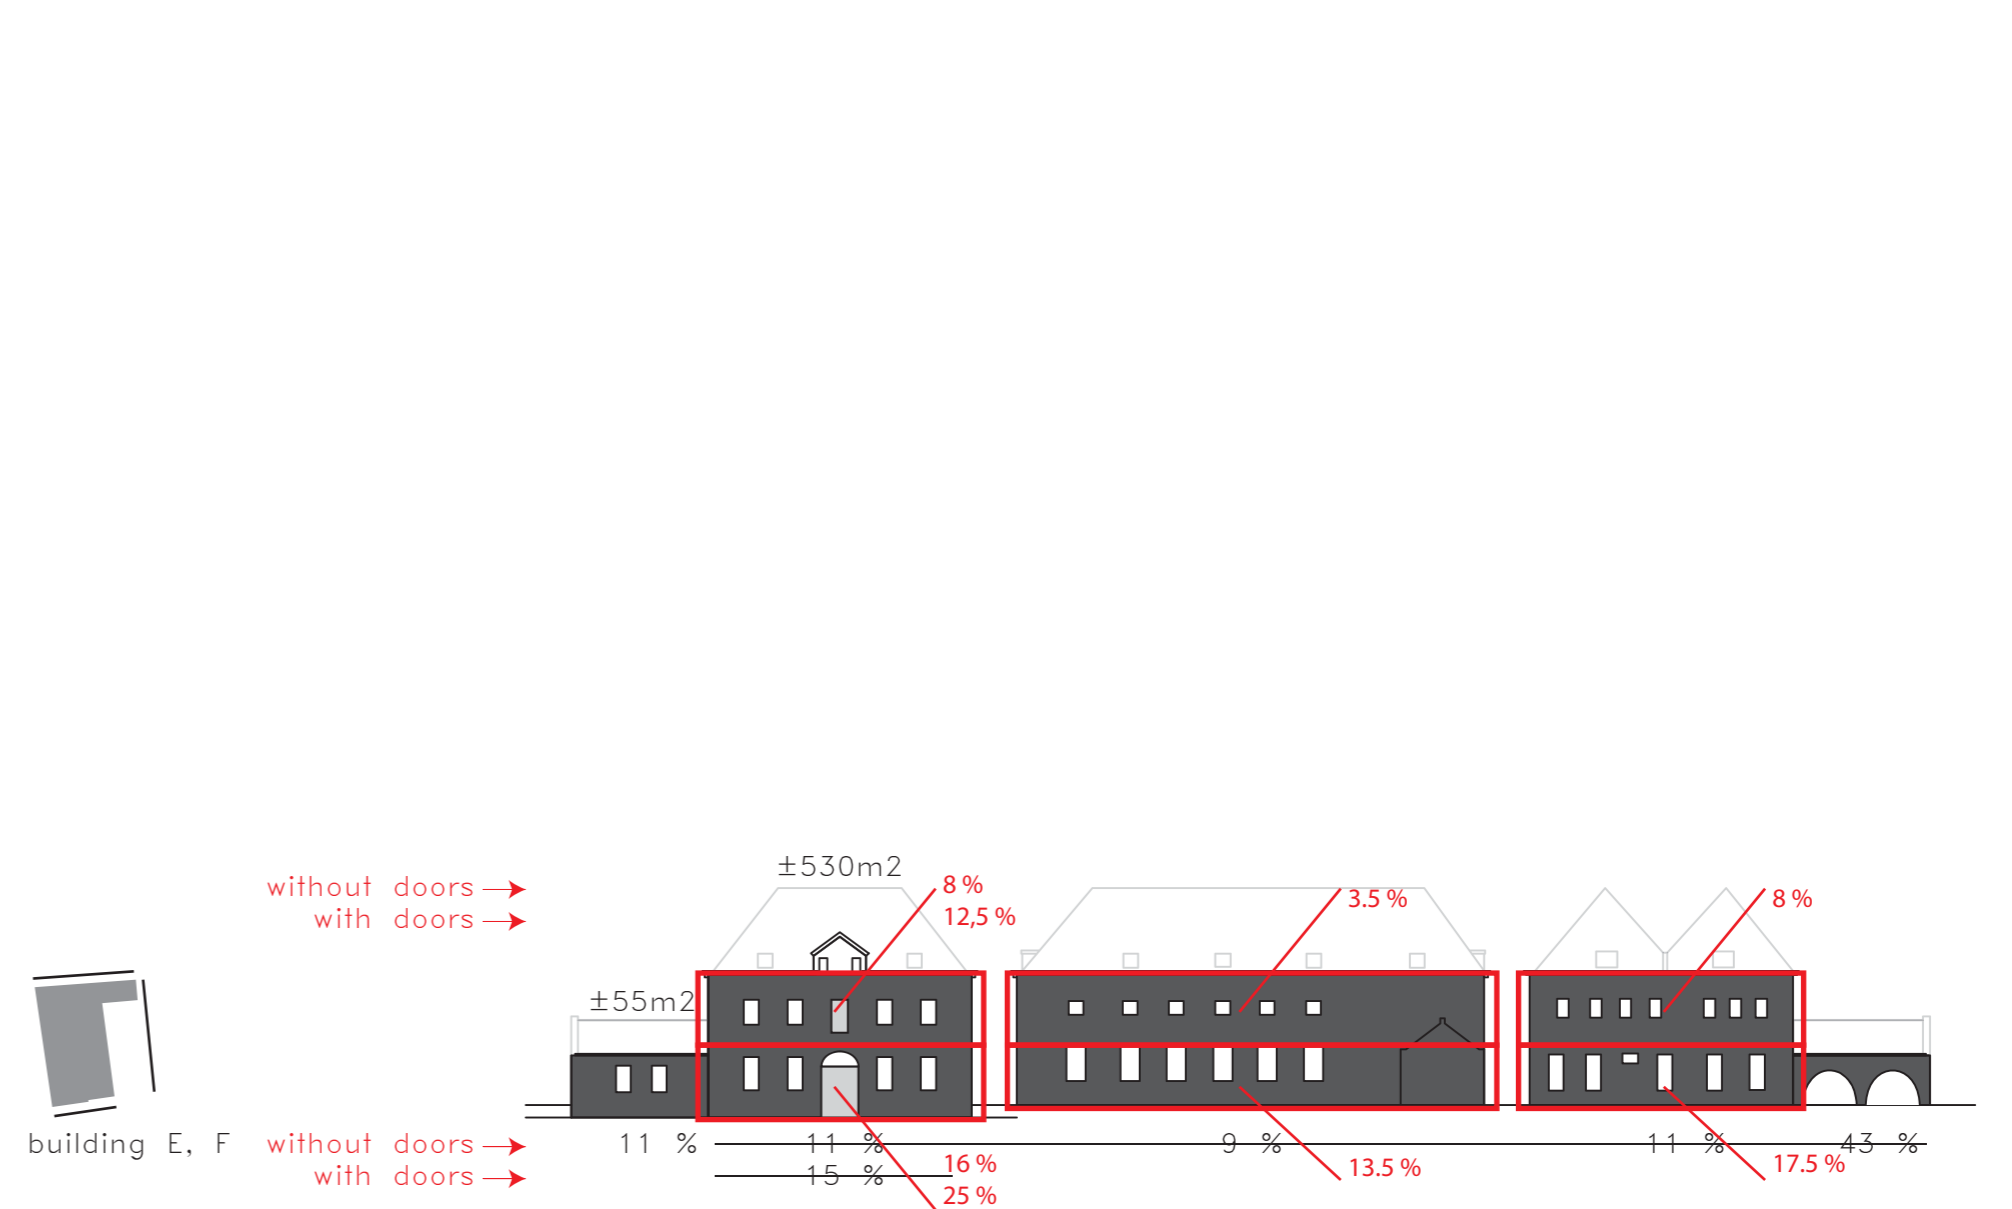 ±530m2
without doors
8 %
3.5 %
8 %
with doors
12,5 %
±55m2
building E, F
without doors
11 %
11 %
9 %
11 %
43 %
16 %
13.5 %
17.5 %
with doors
15 %
25 %